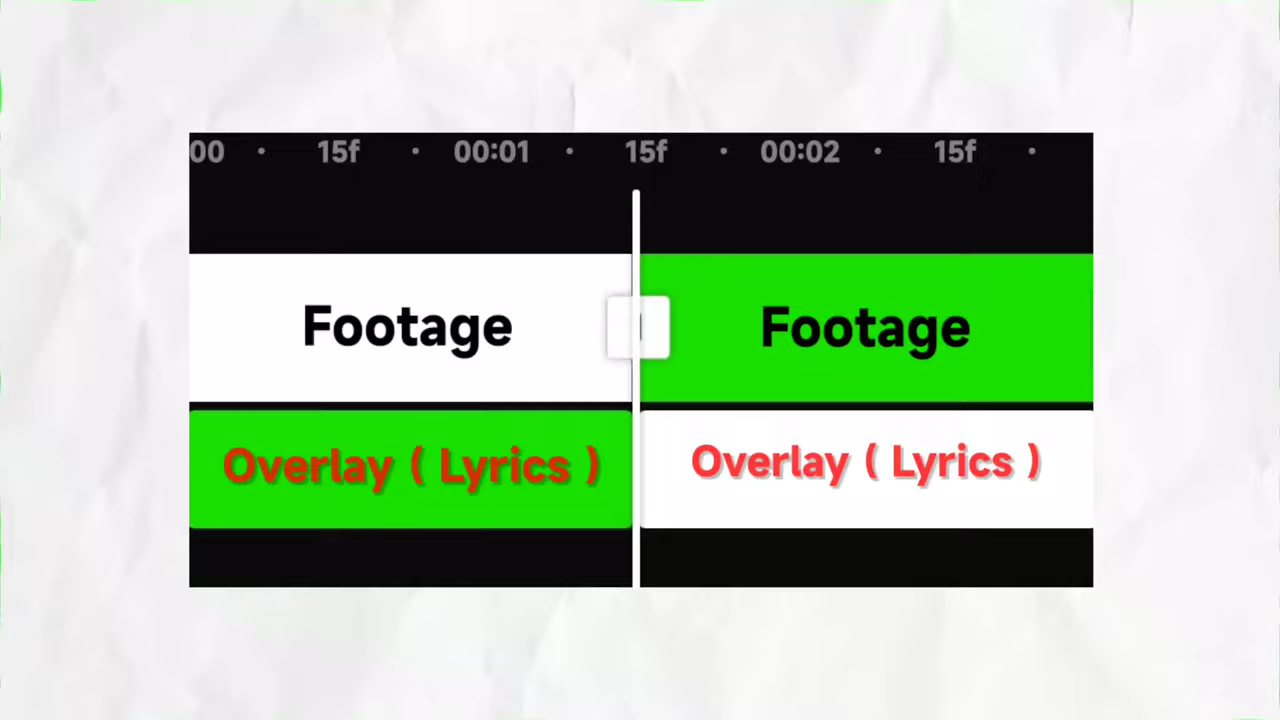 00 • 15f • 00:01 • 15f • 00:02 • 15f •
Footage Footage
Overlay ( Lyrics ) Overlay ( Lyrics )